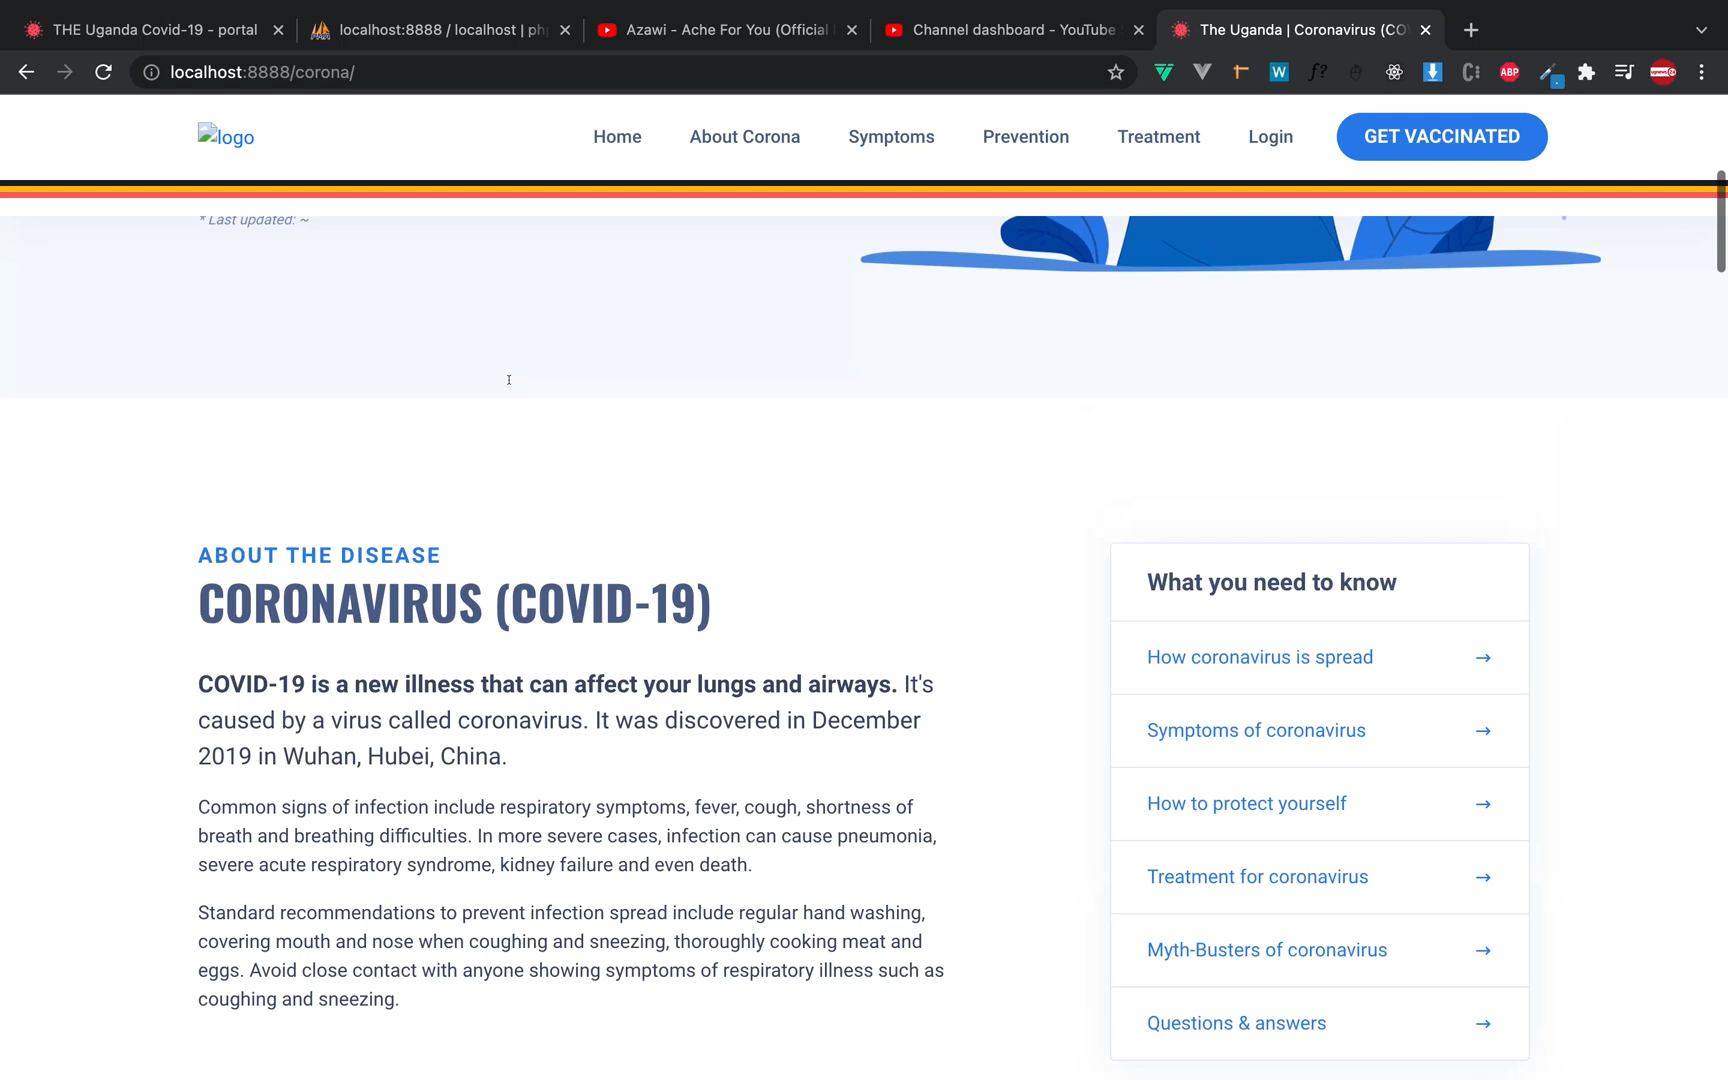 THE Uganda Covid-19 - portal
localhost:8888 / localhost | ph
Azawi - Ache For You (Official
Channel dashboard - YouTube
The Uganda | Coronavirus (CO
localhost:8888/corona/
W
f?
ABP
logo
Home
About Corona
Symptoms
Prevention
Treatment
Login
GET VACCINATED
* Last updated: ~
ABOUT THE DISEASE
CORONAVIRUS (COVID-19)
COVID-19 is a new illness that can affect your lungs and airways. It's
caused by a virus called coronavirus. It was discovered in December
2019 in Wuhan, Hubei, China.
Common signs of infection include respiratory symptoms, fever, cough, shortness of
breath and breathing difficulties. In more severe cases, infection can cause pneumonia,
severe acute respiratory syndrome, kidney failure and even death.
Standard recommendations to prevent infection spread include regular hand washing,
covering mouth and nose when coughing and sneezing, thoroughly cooking meat and
eggs. Avoid close contact with anyone showing symptoms of respiratory illness such as
coughing and sneezing.
What you need to know
How coronavirus is spread →
Symptoms of coronavirus →
How to protect yourself →
Treatment for coronavirus →
Myth-Busters of coronavirus →
Questions & answers →